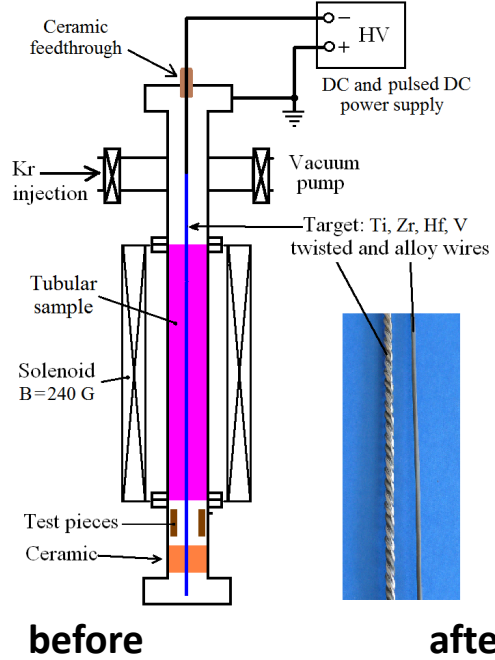 Ceramic
feedthrough
−
+
HV
DC and pulsed DC
power supply
Kr
injection
Vacuum
pump
Target: Ti, Zr, Hf, V
twisted and alloy wires
Tubular
sample
Solenoid
B=240 G
Test pieces
Ceramic
before
afte